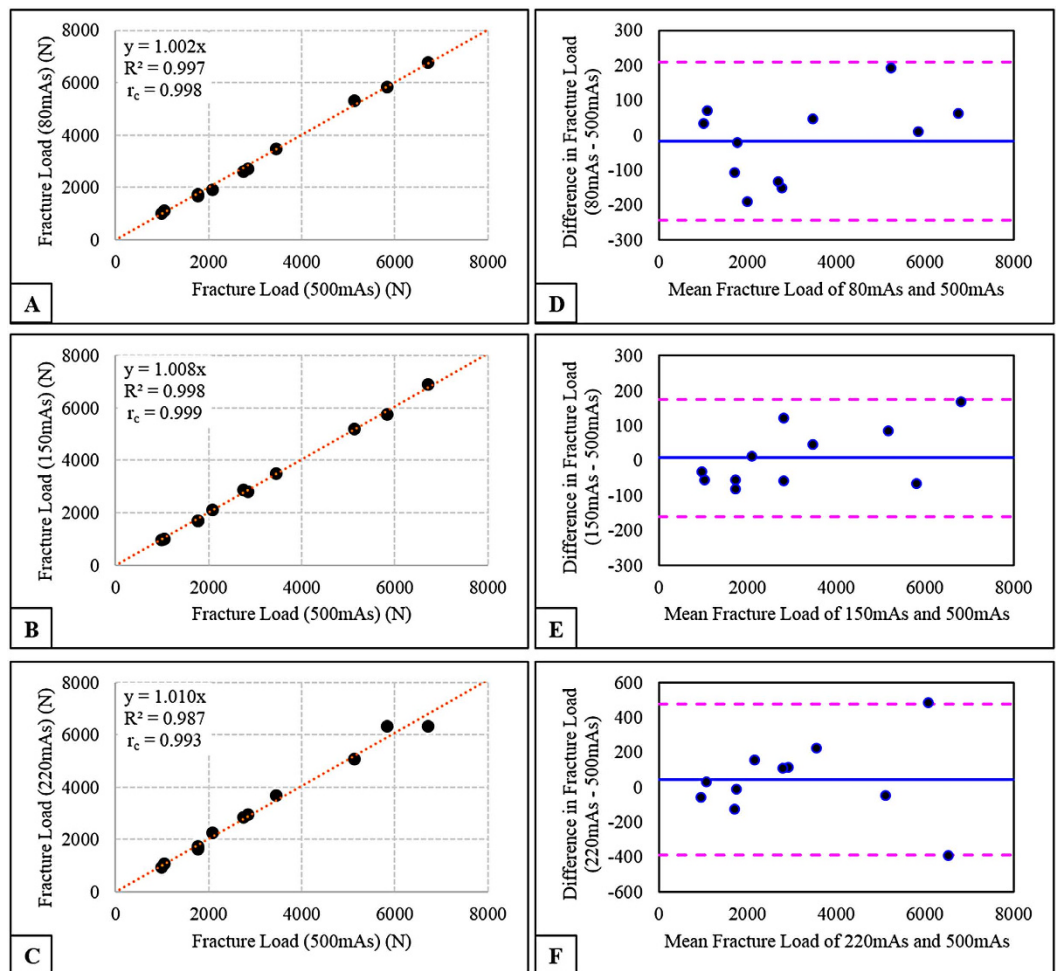 Fracture Load (80mAs) (N)
8000
6000
4000
2000
0
y = 1.002x
R² = 0.997
r_c = 0.998
0 2000 4000 6000 8000
Fracture Load (500mAs) (N)
A
Difference in Fracture Load
(80mAs - 500mAs)
300
200
100
0
-100
-200
-300
0 2000 4000 6000 8000
Mean Fracture Load of 80mAs and 500mAs
D
Fracture Load (150mAs) (N)
8000
6000
4000
2000
0
y = 1.008x
R² = 0.998
r_c = 0.999
0 2000 4000 6000 8000
Fracture Load (500mAs) (N)
B
Difference in Fracture Load
(150mAs - 500mAs)
300
200
100
0
-100
-200
-300
0 2000 4000 6000 8000
Mean Fracture Load of 150mAs and 500mAs
E
Fracture Load (220mAs) (N)
8000
6000
4000
2000
0
y = 1.010x
R² = 0.987
r_c = 0.993
0 2000 4000 6000 8000
Fracture Load (500mAs) (N)
C
Difference in Fracture Load
(220mAs - 500mAs)
600
400
200
0
-200
-400
-600
0 2000 4000 6000 8000
Mean Fracture Load of 220mAs and 500mAs
F